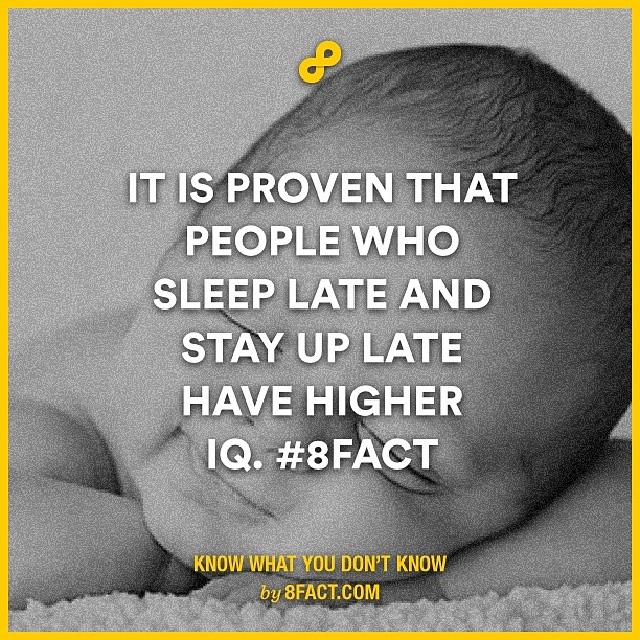 IT IS PROVEN THAT
PEOPLE WHO
SLEEP LATE AND
STAY UP LATE
HAVE HIGHER
IQ. #8FACT
KNOW WHAT YOU DON'T KNOW
by 8FACT.COM